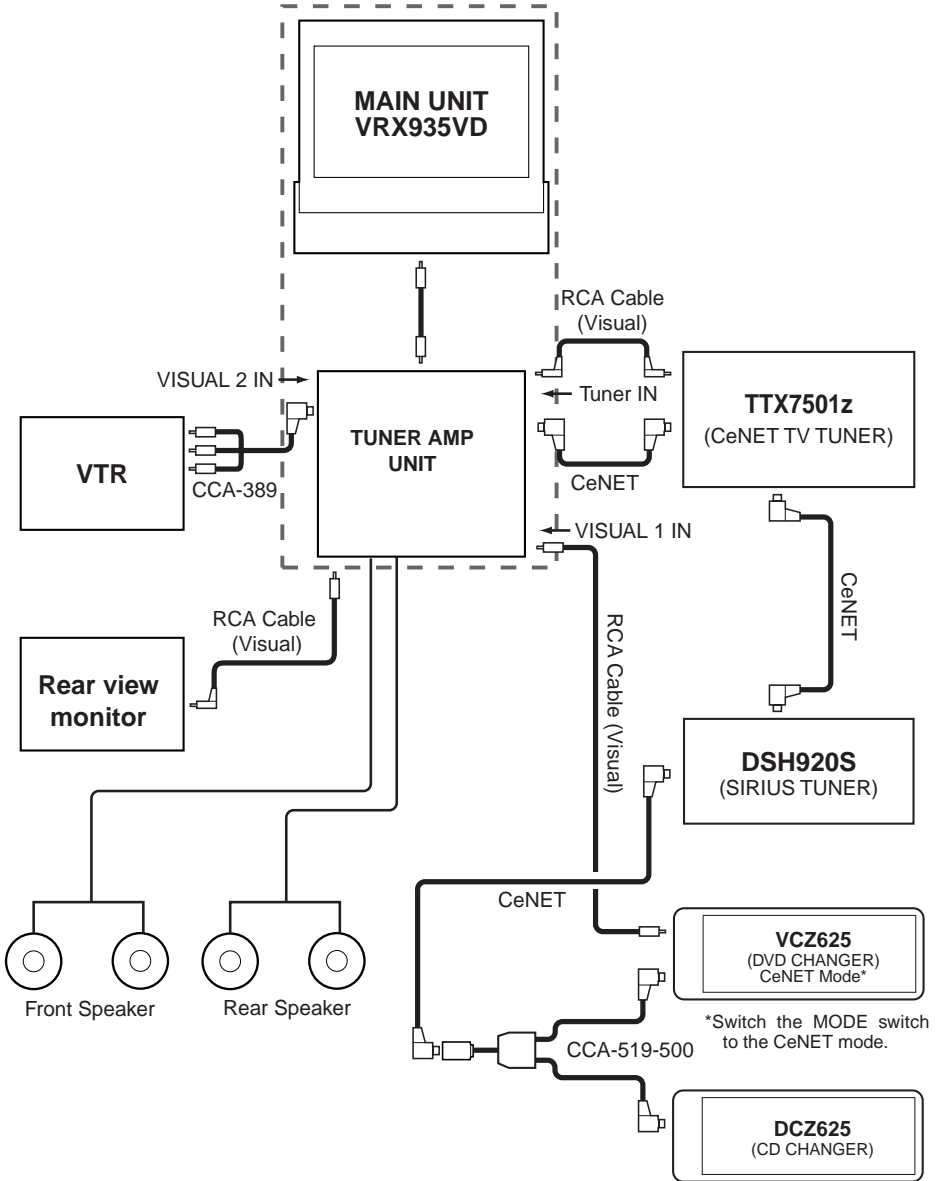 MAIN UNIT
VRX935VD
RCA Cable
(Visual)
VISUAL 2 IN
Tuner IN
TTX7501z
(CeNET TV TUNER)
TUNER AMP
UNIT
VTR
CCA-389
CeNET
VISUAL 1 IN
CeNET
RCA Cable
(Visual)
RCA Cable (Visual)
Rear view
monitor
DSH920S
(SIRIUS TUNER)
CeNET
VCZ625
(DVD CHANGER)
CeNET Mode*
Front Speaker
Rear Speaker
*Switch the MODE switch
to the CeNET mode.
CCA-519-500
DCZ625
(CD CHANGER)